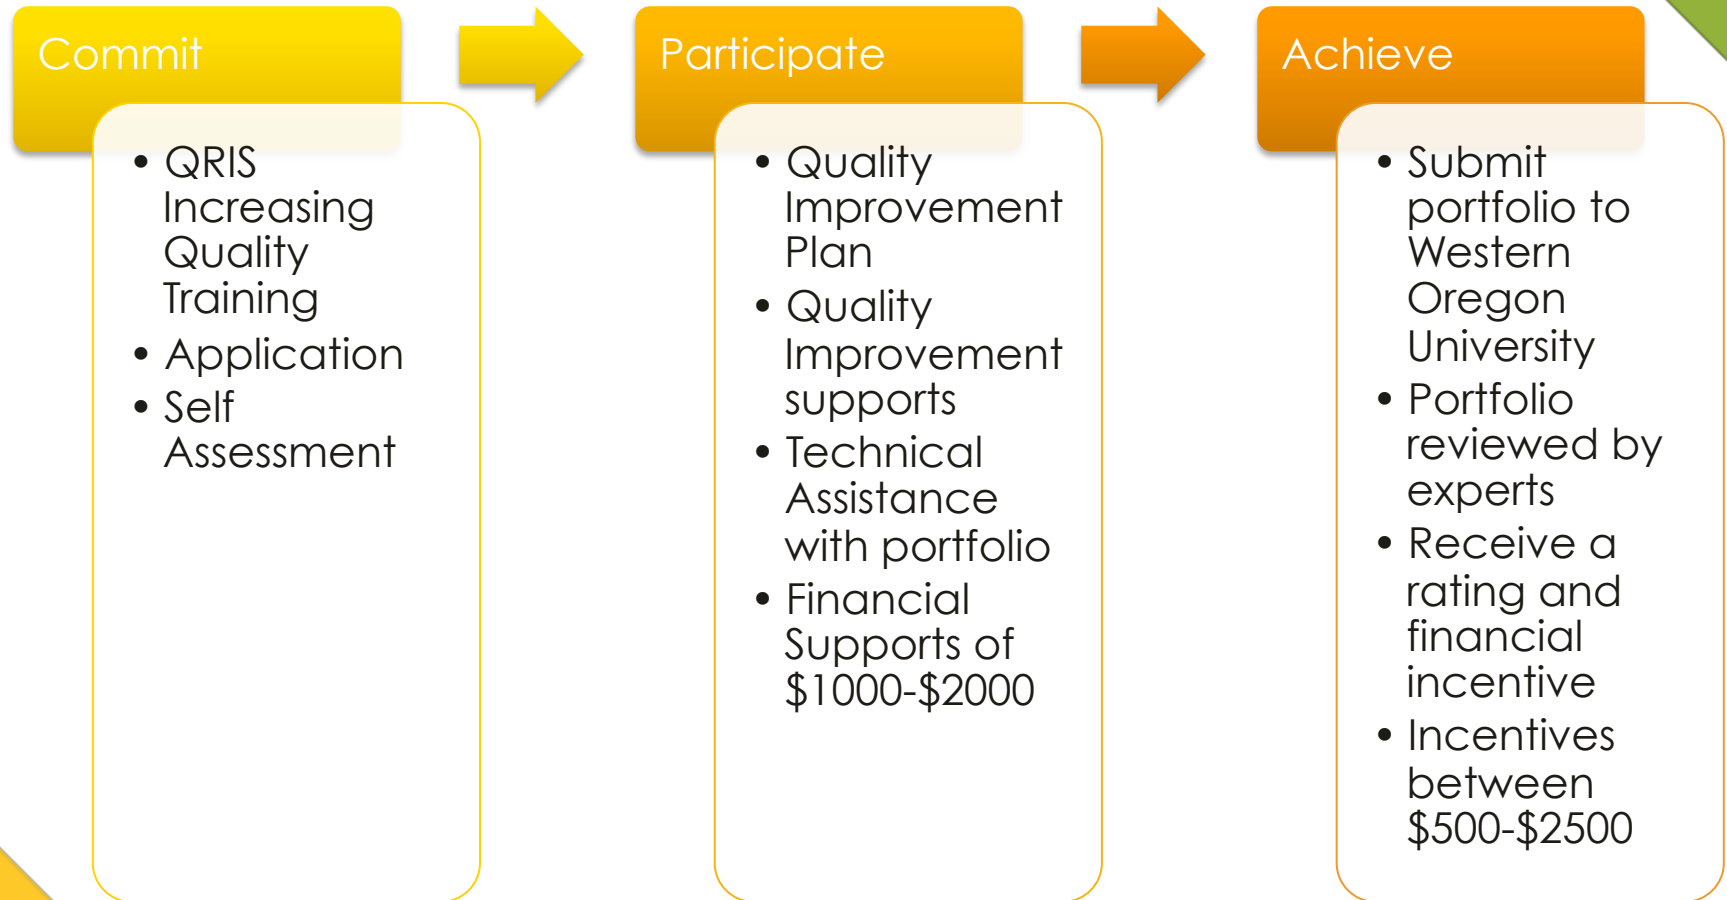 Commit
• QRIS
Increasing
Quality
Training
• Application
• Self
Assessment
Participate
• Quality
Improvement
Plan
• Quality
Improvement
supports
• Technical
Assistance
with portfolio
• Financial
Supports of
$1000-$2000
Achieve
• Submit
portfolio to
Western
Oregon
University
• Portfolio
reviewed by
experts
• Receive a
rating and
financial
incentive
• Incentives
between
$500-$2500